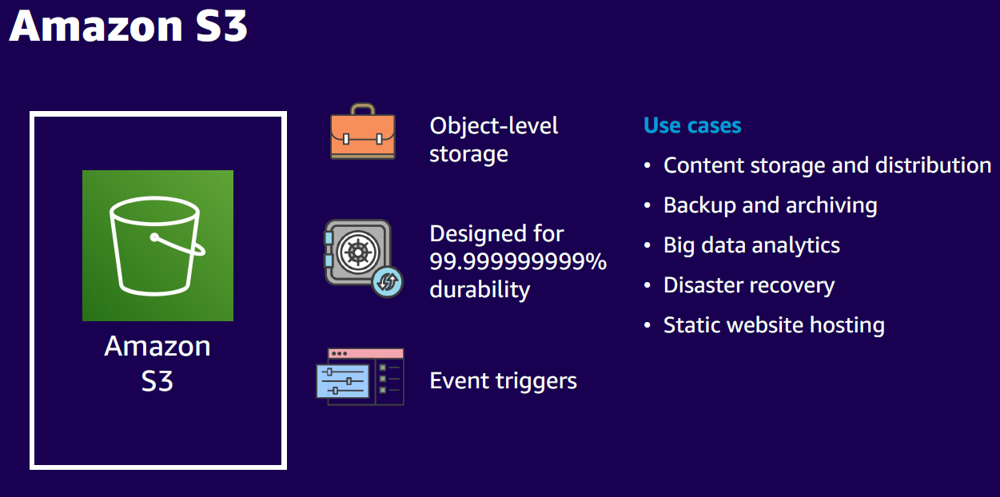 Amazon S3
Amazon
S3
Object-level
storage
Designed for
99.999999999%
durability
Event triggers
Use cases
• Content storage and distribution
• Backup and archiving
• Big data analytics
• Disaster recovery
• Static website hosting